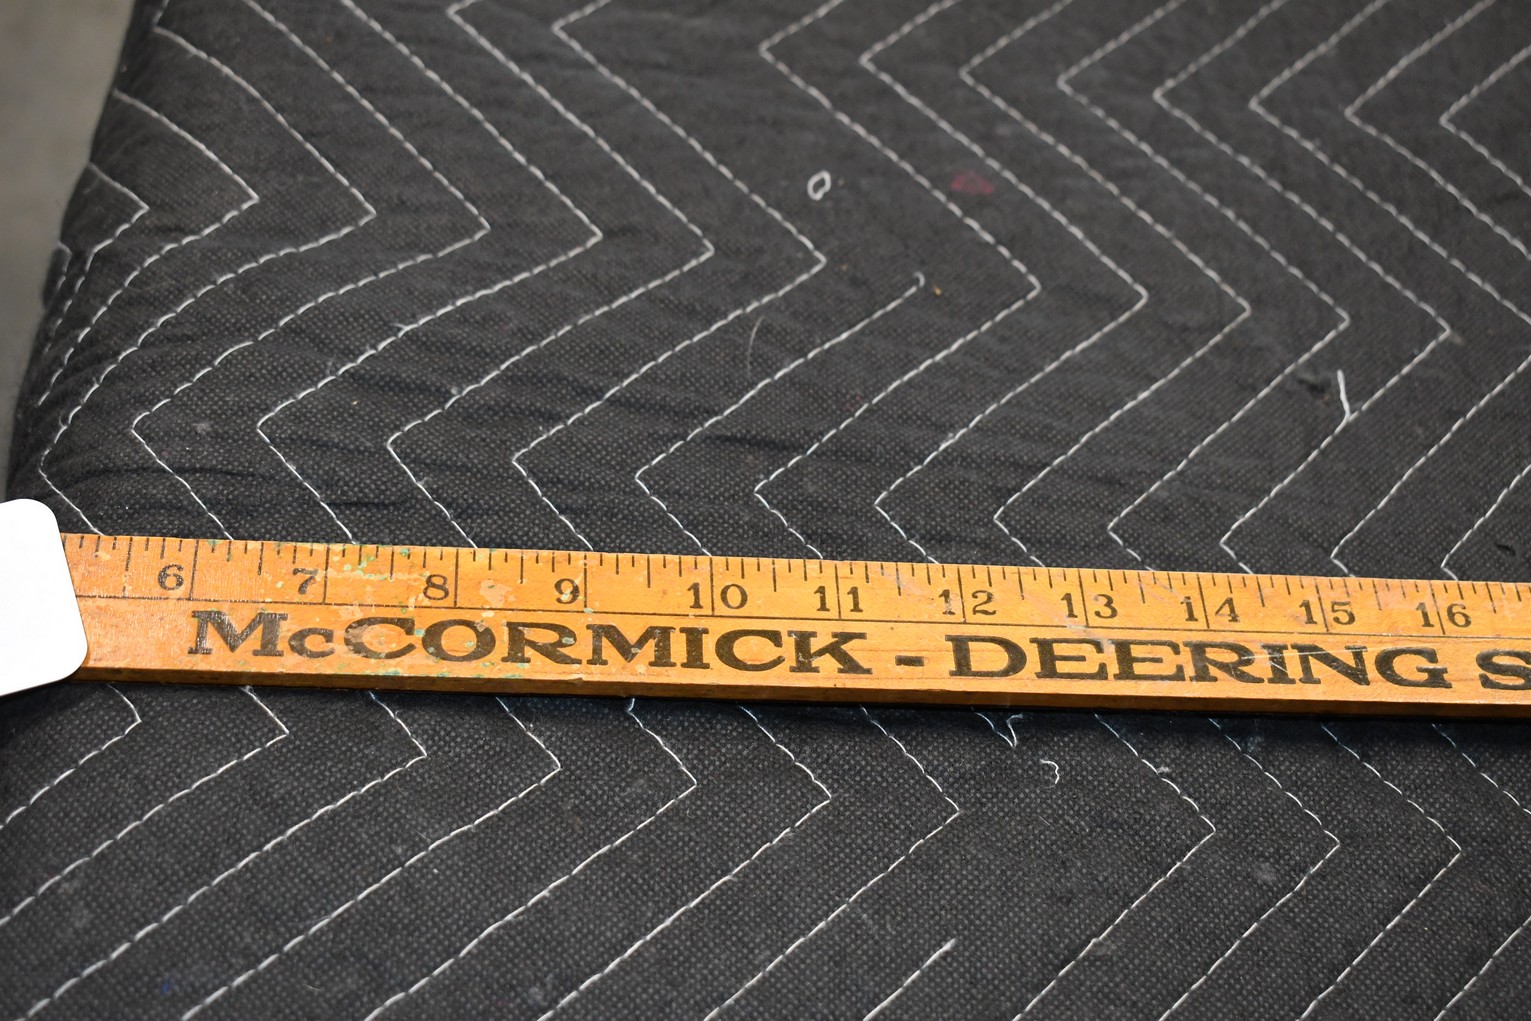 6 7 8 9 10 11 12 13 14 15 16
McCORMICK - DEERING S